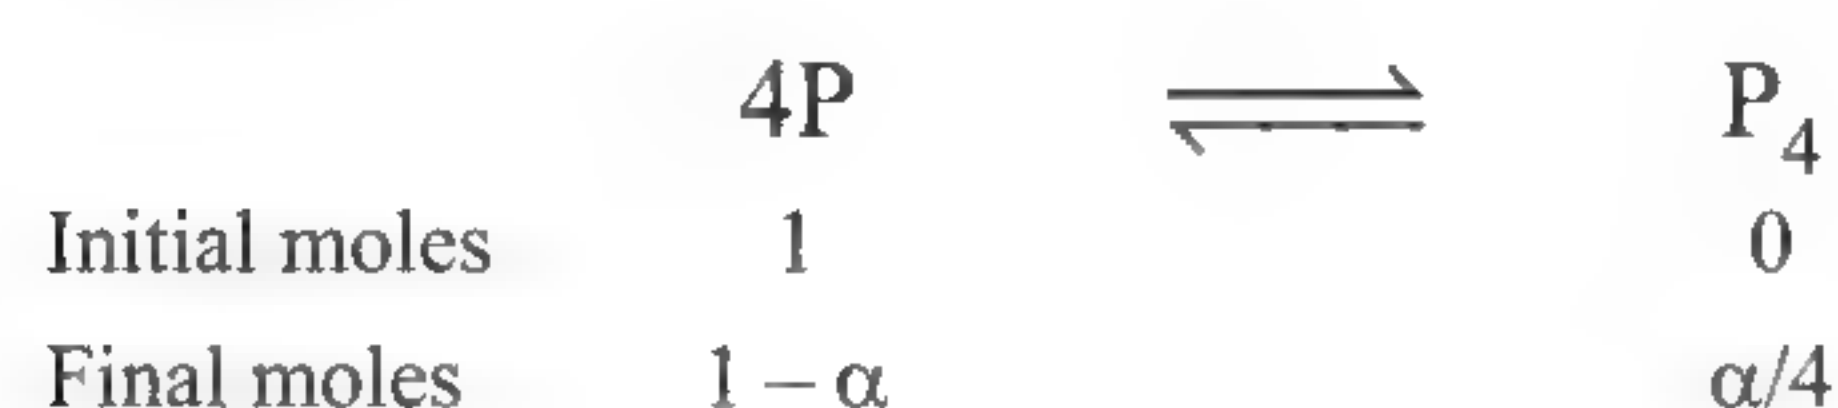 4P ⇌ P₄
Initial moles 1 0
Final moles 1 – α α/4